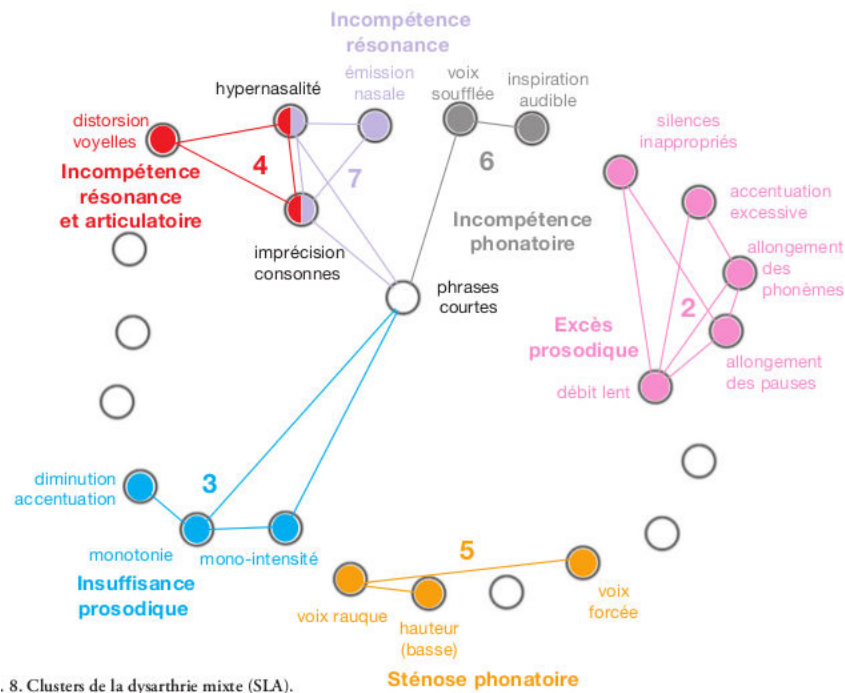 Incompétence
résonance
hypernasalité
émission
nasale
voix
soufflée
inspiration
audible
distorsion
voyelles
silences
inappropriés
4
7
6
Incompétence
résonance
et articulatoire
accentuation
excessive
Incompétence
phonatoire
imprécision
consonnes
allongement
des
phonèmes
phrases
courtes
2
Excès
prosodique
allongement
des pauses
débit lent
diminution
accentuation
3
monotonie
mono-intensité
Insuffisance
prosodique
5
voix rauque
hauteur
(basse)
voix
forcée
Sténose phonatoire
. 8. Clusters de la dysarthrie mixte (SLA).